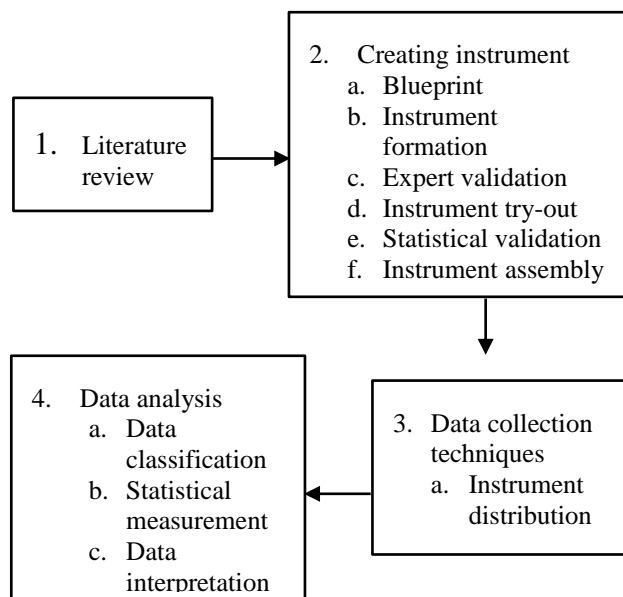 1. Literature
review
2. Creating instrument
a. Blueprint
b. Instrument
formation
c. Expert validation
d. Instrument try-out
e. Statistical validation
f. Instrument assembly
3. Data collection
techniques
a. Instrument
distribution
4. Data analysis
a. Data
classification
b. Statistical
measurement
c. Data
interpretation